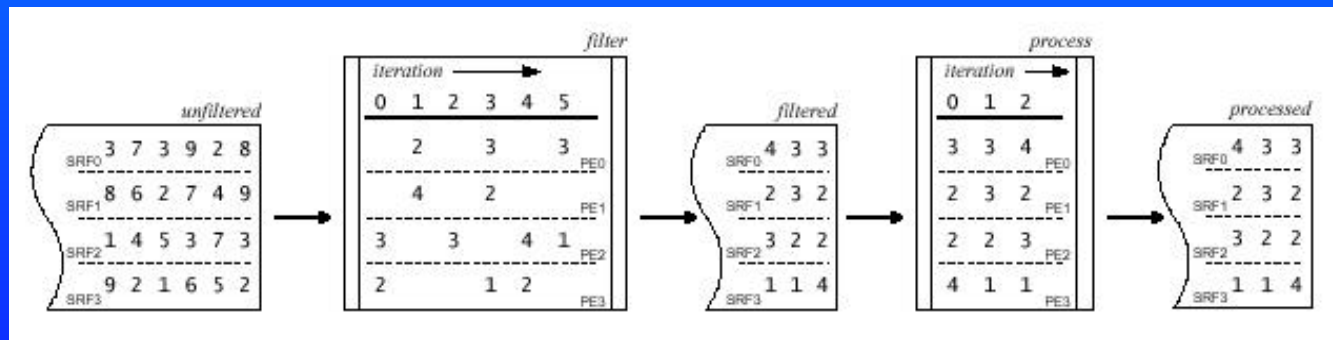 unfiltered
SRF0 3 7 3 9 2 8
SRF1 8 6 2 7 4 9
SRF2 1 4 5 3 7 3
SRF3 9 2 1 6 5 2
filter
iteration
0 1 2 3 4 5
2 3 3 PE0
4 2 PE1
3 3 4 1 PE2
2 1 2 PE3
filtered
SRF0 4 3 3
SRF1 2 3 2
SRF2 3 2 2
SRF3 1 1 4
process
iteration
0 1 2
3 3 4 PE0
2 3 2 PE1
2 2 3 PE2
4 1 1 PE3
processed
SRF0 4 3 3
SRF1 2 3 2
SRF2 3 2 2
SRF3 1 1 4